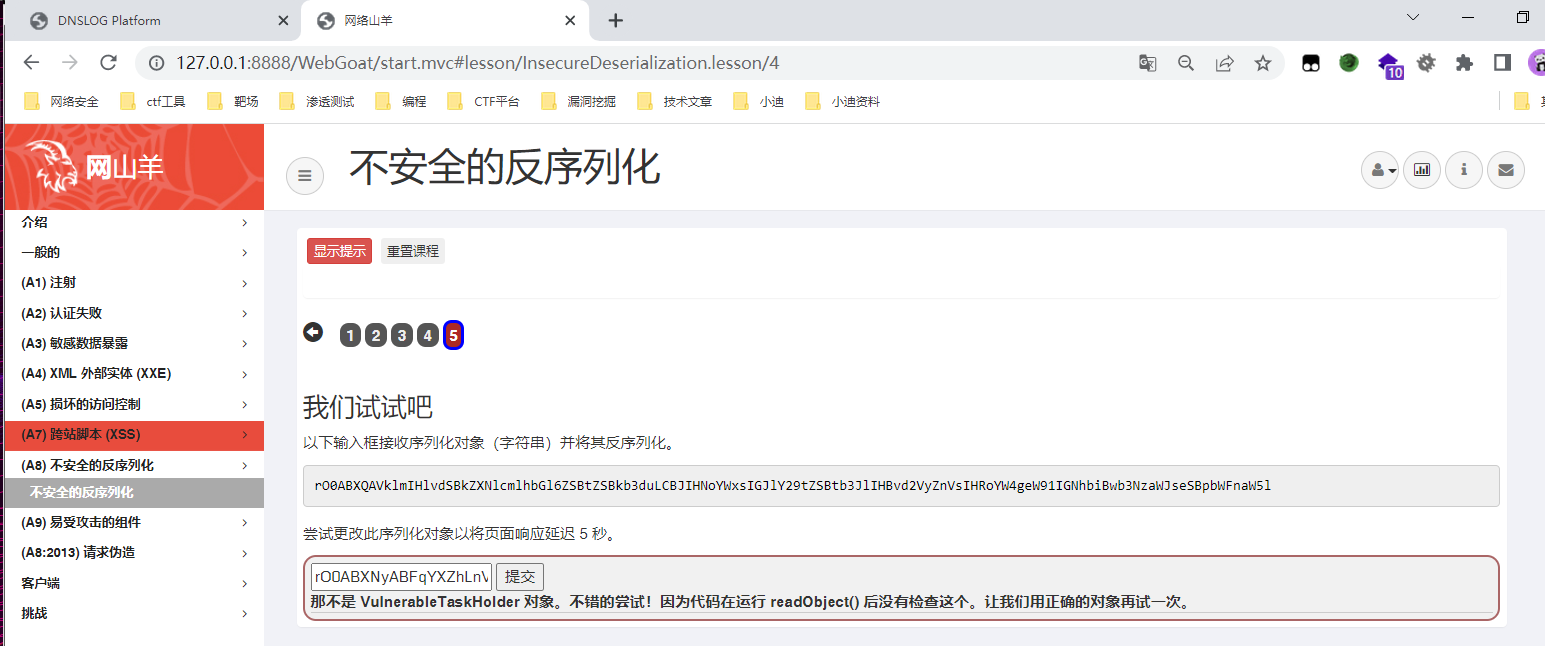 DNSLOG Platform
网络山羊
127.0.0.1:8888/WebGoat/start.mvc#lesson/InsecureDeserialization.lesson/4
10
网络安全 ctf工具 靶场 渗透测试 编程 CTF平台 漏洞挖掘 技术文章 小迪 小迪资料
网山羊
不安全的反序列化
介绍
一般的
(A1) 注射
(A2) 认证失败
(A3) 敏感数据暴露
(A4) XML 外部实体 (XXE)
(A5) 损坏的访问控制
(A7) 跨站脚本 (XSS)
(A8) 不安全的反序列化
不安全的反序列化
(A9) 易受攻击的组件
(A8:2013) 请求伪造
客户端
挑战
显示提示 重置课程
1 2 3 4 5
我们试试吧
以下输入框接收序列化对象（字符串）并将其反序列化。
rO0ABXQAVklmIHlvdSBkZXNlcmlhbGl6ZSBtZSBkb3duLCBJIHNoYWxsIGJlY29tZSBtb3JlIHBvd2VyZnVsIHRoYW4geW91IGNhbiBwb3NzaWJseSBpbWFnaW5l
尝试更改此序列化对象以将页面响应延迟 5 秒。
rO0ABXNyABFqYXZhLnV 提交
那不是 VulnerableTaskHolder 对象。不错的尝试！因为代码在运行 readObject() 后没有检查这个。让我们用正确的对象再试一次。